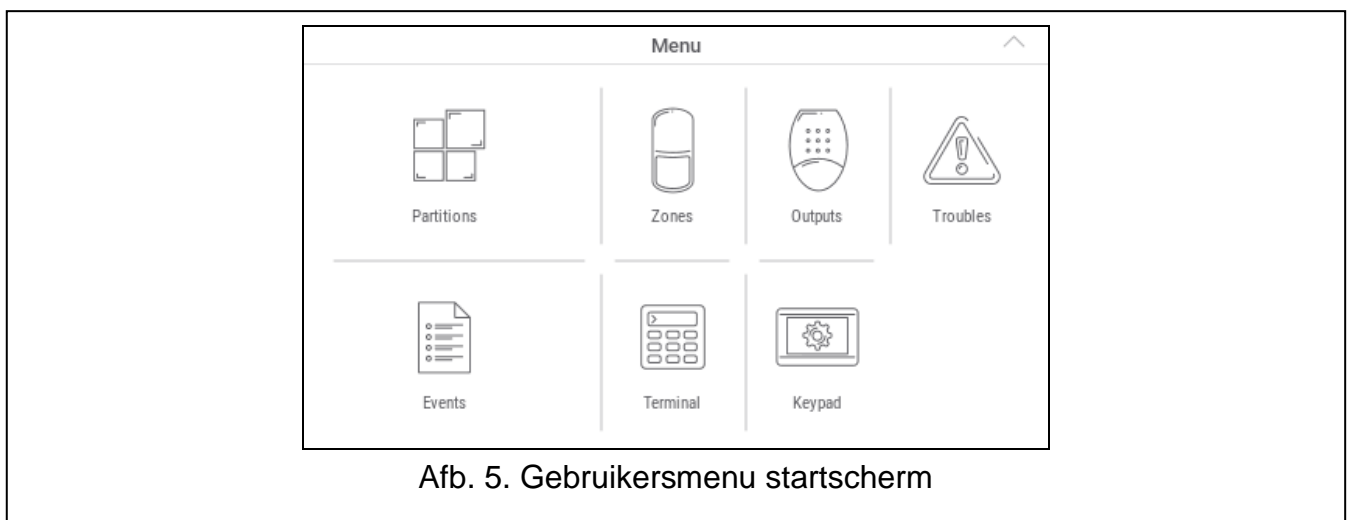 Menu
Partitions
Zones
Outputs
Troubles
Events
Terminal
Keypad
Afb. 5. Gebruikersmenu startscherm